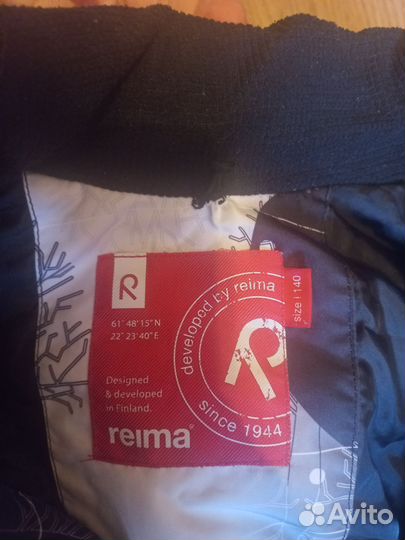 R
61° 48'15"N
22° 23'40"E
Designed
& developed
in Finland.
reima®
developed by reima
since 1944
size : 140
Avito